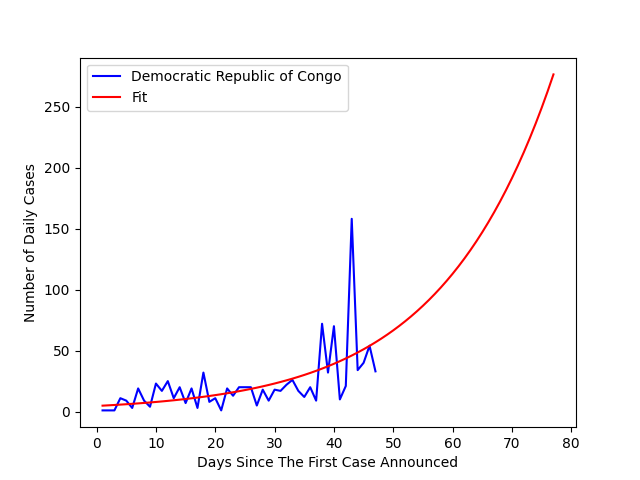 Democratic Republic of Congo
Fit
250
200
150
100
50
0
Number of Daily Cases
0 10 20 30 40 50 60 70 80
Days Since The First Case Announced